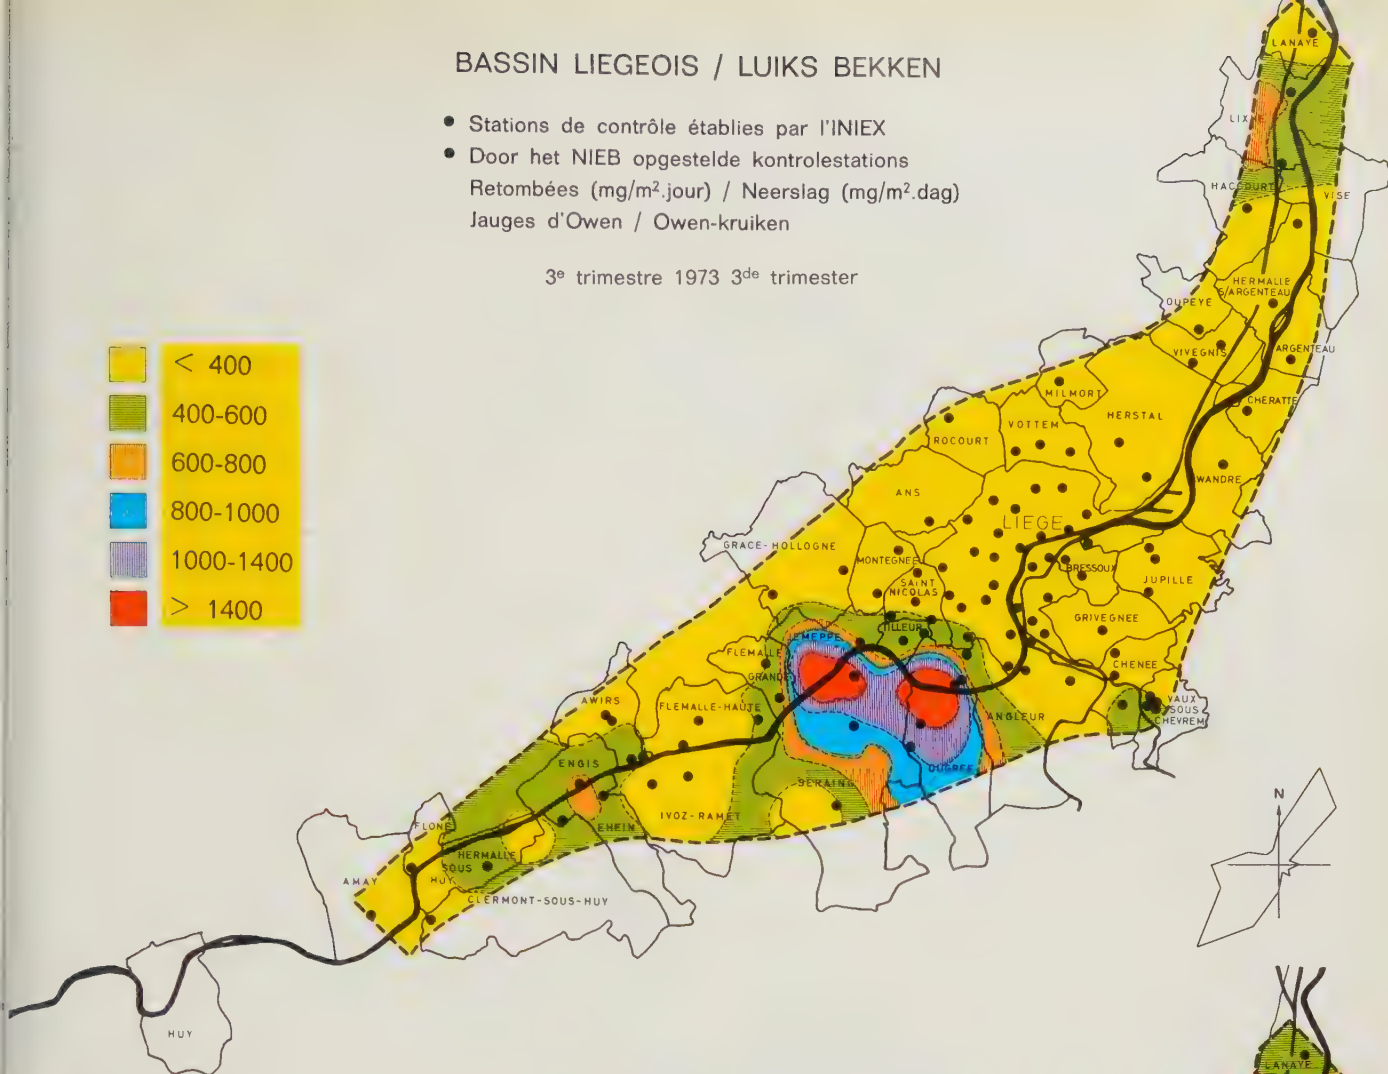 BASSIN LIEGEOIS / LUIKS BEKKEN
● Stations de contrôle établies par l'INIEX
● Door het NIEB opgestelde kontrolestations
Retombées (mg/m².jour) / Neerslag (mg/m².dag)
Jauges d'Owen / Owen-kruiken
3e trimestre 1973 3de trimester
< 400
400-600
600-800
800-1000
1000-1400
> 1400
LANAYE
LIXHE
HACCOURT
VISE
HERMALLE
S/ARGENTEAU
OUPEYE
VIVEGNIS
ARGENTEAU
MILMORT
CHERATTE
HERSTAL
VOTTEM
ROCOURT
WANDRE
ANS
LIEGE
GRACE-HOLLOGNE
MONTEGNEE
BRESSOUX
JUPILLE
SAINT
NICOLAS
GRIVEGNEE
TILLEUR
JEMEPPE
FLEMALLE
GRANDE
CHENEE
AWIRS
FLEMALLE-HAUTE
ANGLEUR
VAUX
SOUS
CHEVREM
ENGIS
OUGREE
SERAING
IVOZ-RAMET
FLONE
EHEIN
HERMALLE
SOUS
HUY
AMAY
CLERMONT-SOUS-HUY
HUY
N
LANAYE